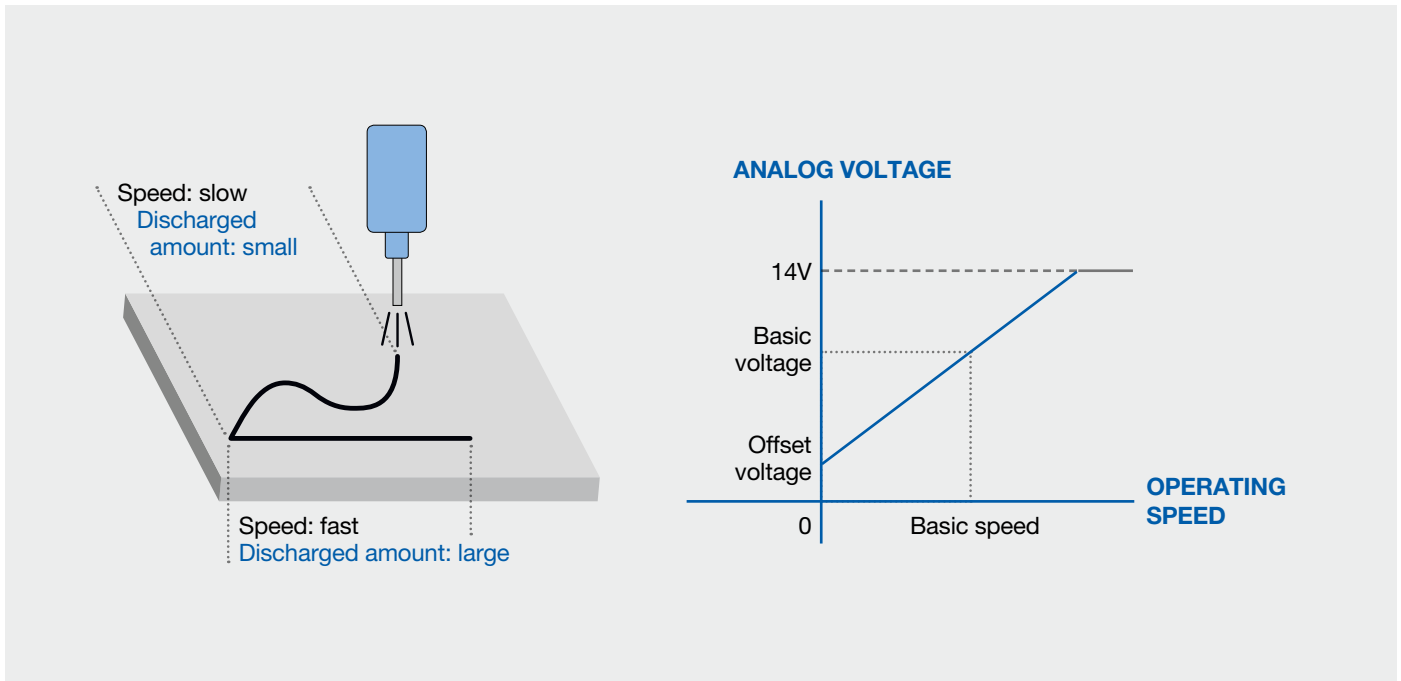 Speed: slow
Discharged
amount: small
Speed: fast
Discharged amount: large
ANALOG VOLTAGE
14V
Basic
voltage
Offset
voltage
0
Basic speed
OPERATING
SPEED